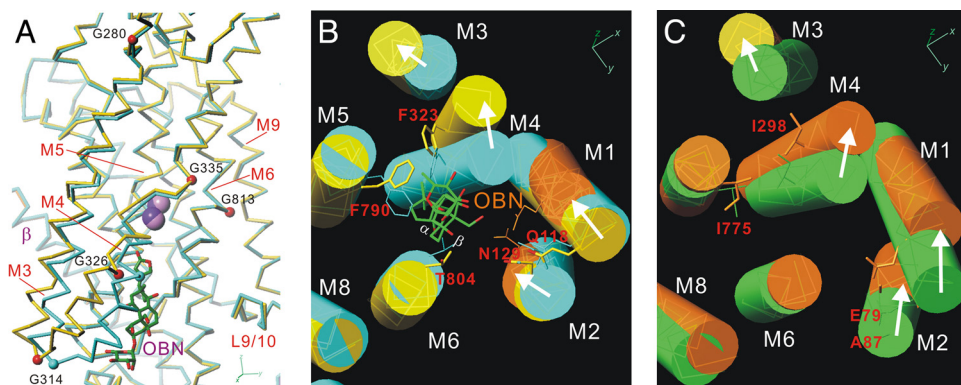 A
G280
M9
M5
G335
M6
G813
M4
β
G326
M3
OBN
L9/10
G314
x
y
B
M3
z
x
y
F323
M5
M4
M1
OBN
F790
α
β
Q118
N129
T804
M8
M6
M2
C
M3
z
x
y
M4
I298
M1
I775
M8
M6
E79
A87
M2